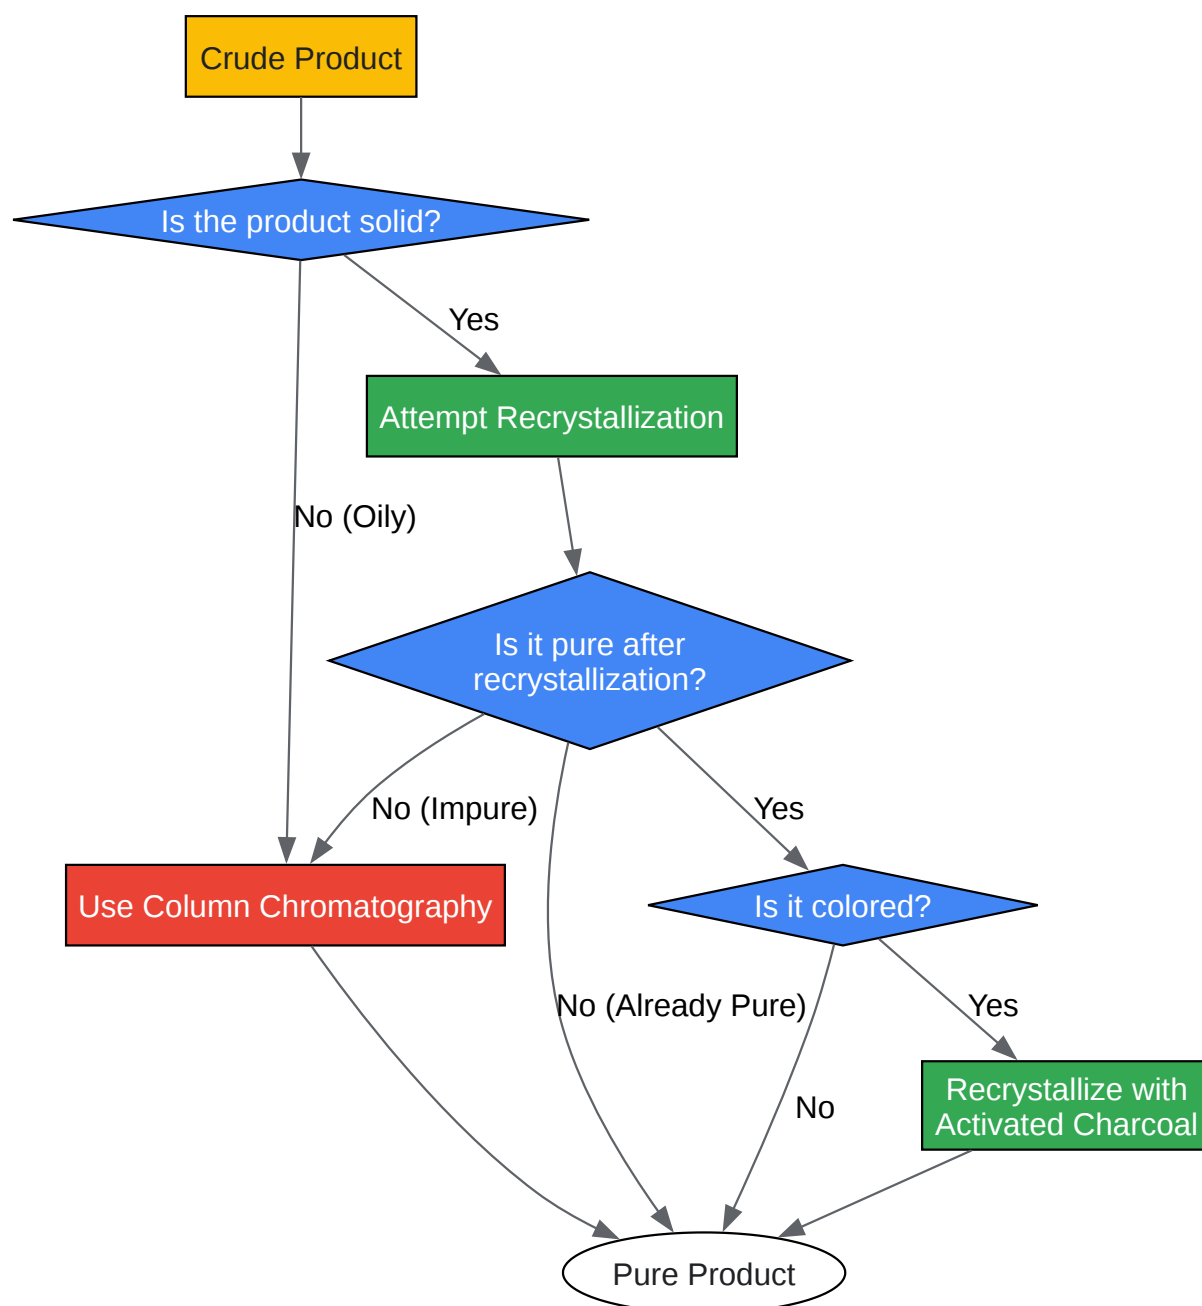 Crude Product
Is the product solid?
Yes
Attempt Recrystallization
No (Oily)
Is it pure after
recrystallization?
No (Impure)
Yes
Use Column Chromatography
Is it colored?
No (Already Pure)
Yes
Recrystallize with
Activated Charcoal
No
Pure Product